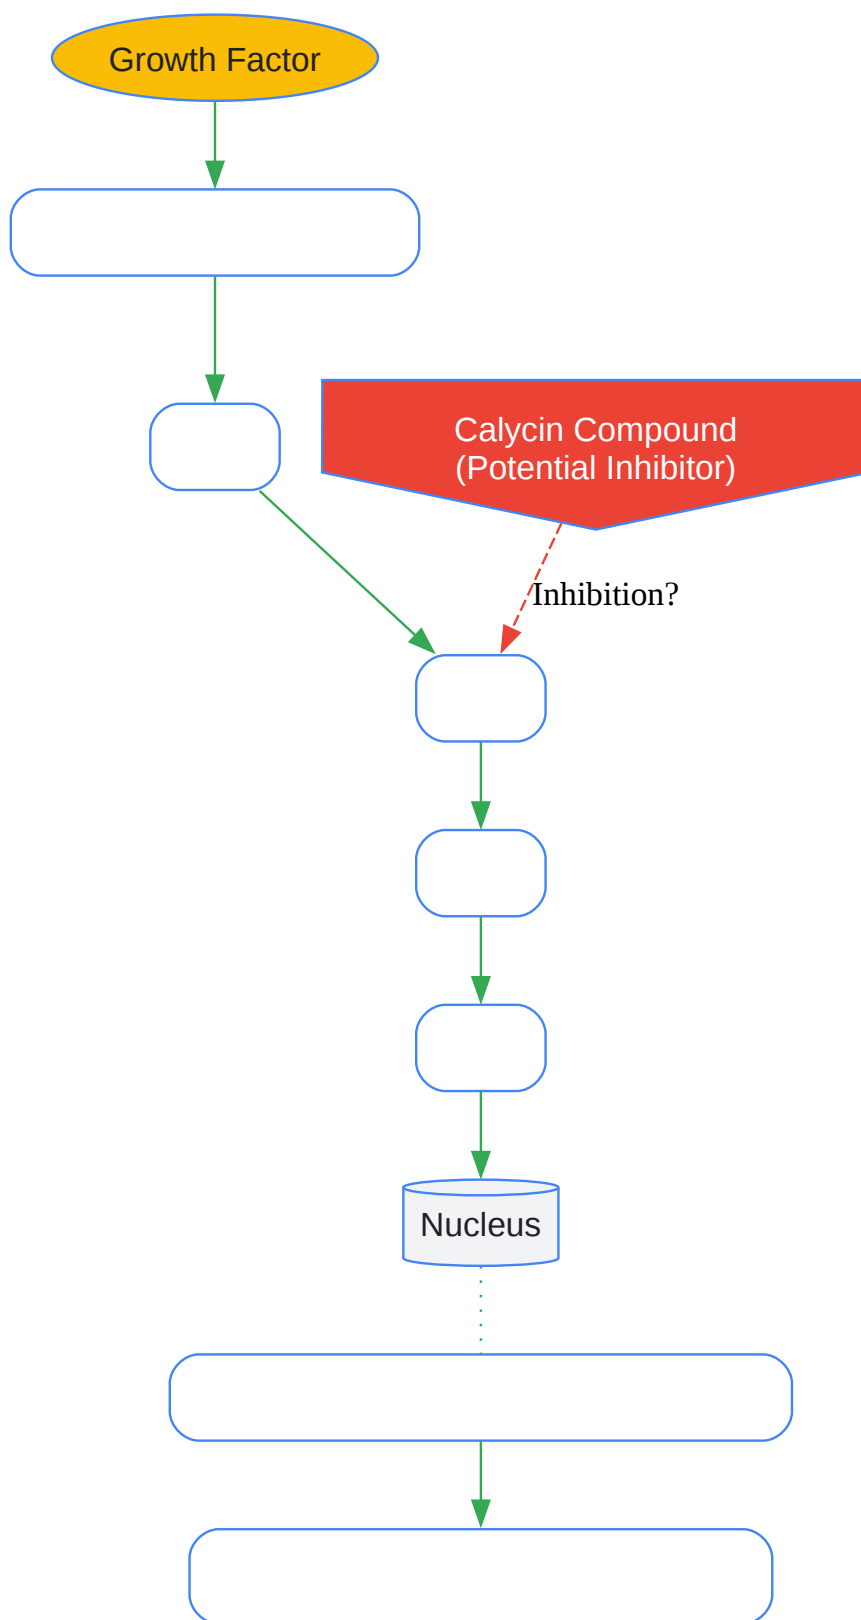 Growth Factor
Calycin Compound
(Potential Inhibitor)
Inhibition?
Nucleus